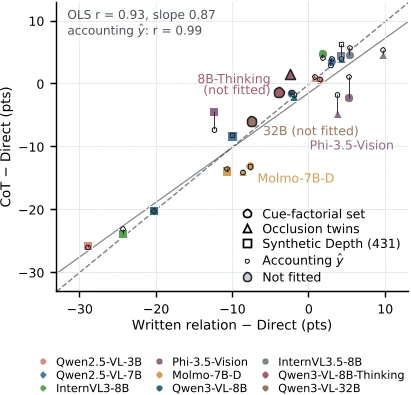 OLS r = 0.93, slope 0.87
accounting ŷ: r = 0.99
10
0
−10
−20
−30
CoT − Direct (pts)
8B-Thinking
(not fitted)
32B (not fitted)
Phi-3.5-Vision
Molmo-7B-D
Cue-factorial set
Occlusion twins
Synthetic Depth (431)
Accounting ŷ
Not fitted
−30
−20
−10
0
10
Written relation − Direct (pts)
Qwen2.5-VL-3B
Qwen2.5-VL-7B
InternVL3-8B
Phi-3.5-Vision
Molmo-7B-D
Qwen3-VL-8B
InternVL3.5-8B
Qwen3-VL-8B-Thinking
Qwen3-VL-32B